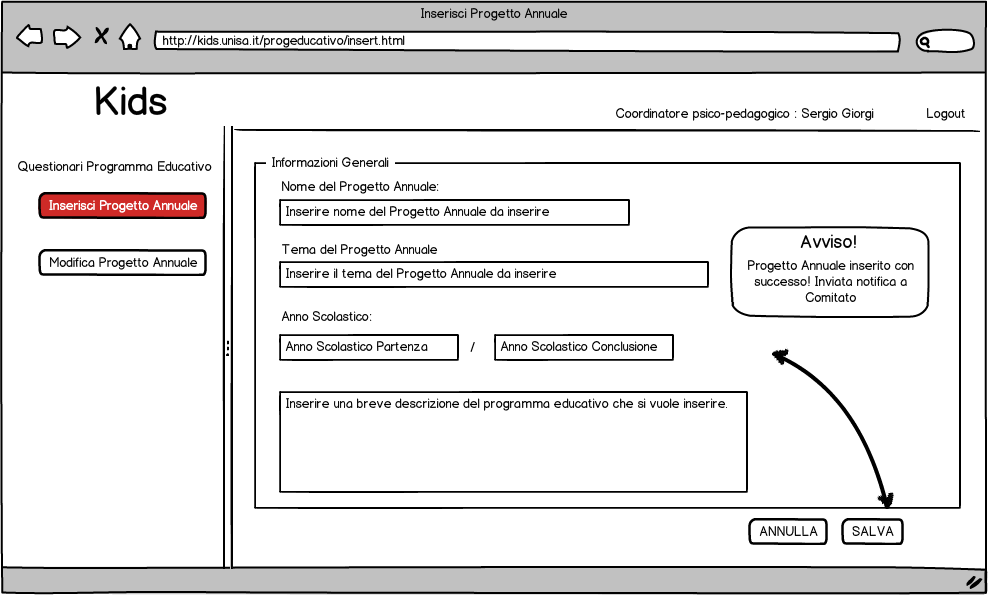 Inserisci Progetto Annuale
http://kids.unisa.it/progeducativo/insert.html
Kids
Coordinatore psico-pedagogico : Sergio Giorgi
Logout
Questionari Programma Educativo
Inserisci Progetto Annuale
Modifica Progetto Annuale
Informazioni Generali
Nome del Progetto Annuale:
Inserire nome del Progetto Annuale da inserire
Tema del Progetto Annuale
Inserire il tema del Progetto Annuale da inserire
Anno Scolastico:
Anno Scolastico Partenza / Anno Scolastico Conclusione
Inserire una breve descrizione del programma educativo che si vuole inserire.
Avviso!
Progetto Annuale inserito con
successo! Inviata notifica a
Comitato
ANNULLA
SALVA